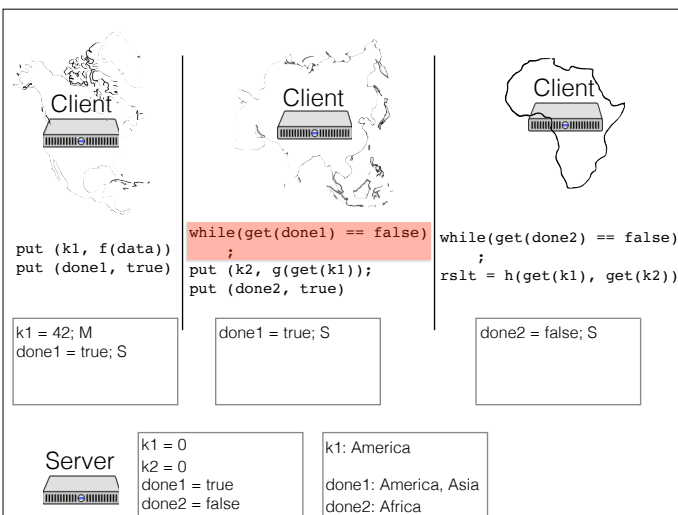 Client
put (k1, f(data))
put (done1, true)
Client
while(get(done1) == false)
;
put (k2, g(get(k1));
put (done2, true)
Client
while(get(done2) == false)
;
rslt = h(get(k1), get(k2))
k1 = 42; M
done1 = true; S
done1 = true; S
done2 = false; S
Server
k1 = 0
k2 = 0
done1 = true
done2 = false
k1: America
done1: America, Asia
done2: Africa